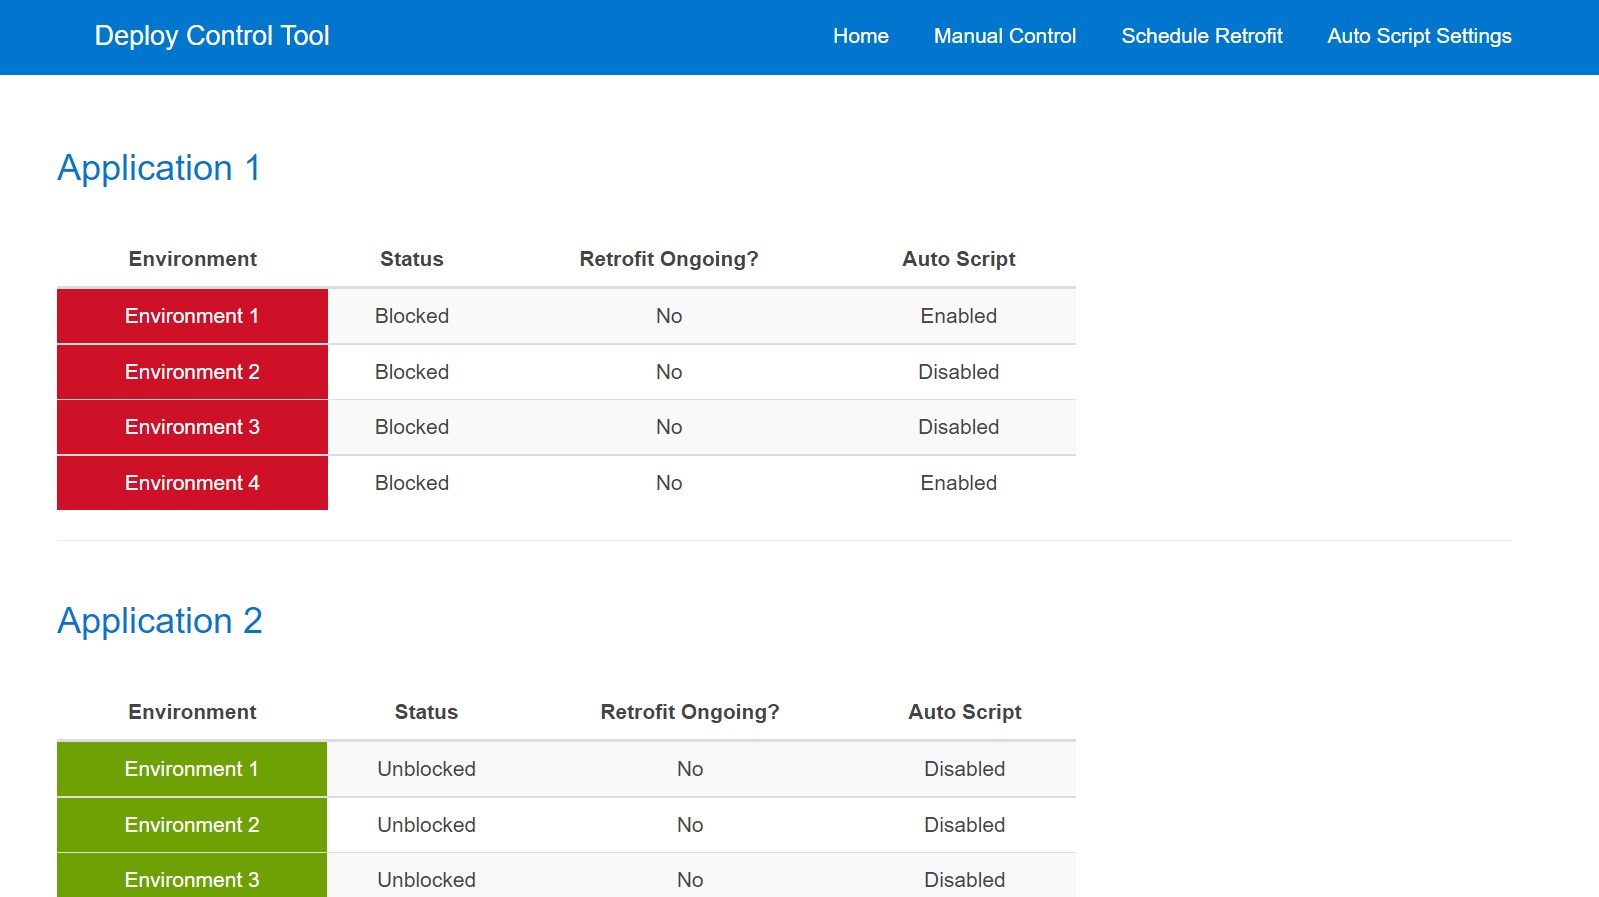 Deploy Control Tool Home Manual Control Schedule Retrofit Auto Script Settings
Application 1
Environment Status Retrofit Ongoing? Auto Script
Environment 1 Blocked No Enabled
Environment 2 Blocked No Disabled
Environment 3 Blocked No Disabled
Environment 4 Blocked No Enabled
Application 2
Environment Status Retrofit Ongoing? Auto Script
Environment 1 Unblocked No Disabled
Environment 2 Unblocked No Disabled
Environment 3 Unblocked No Disabled